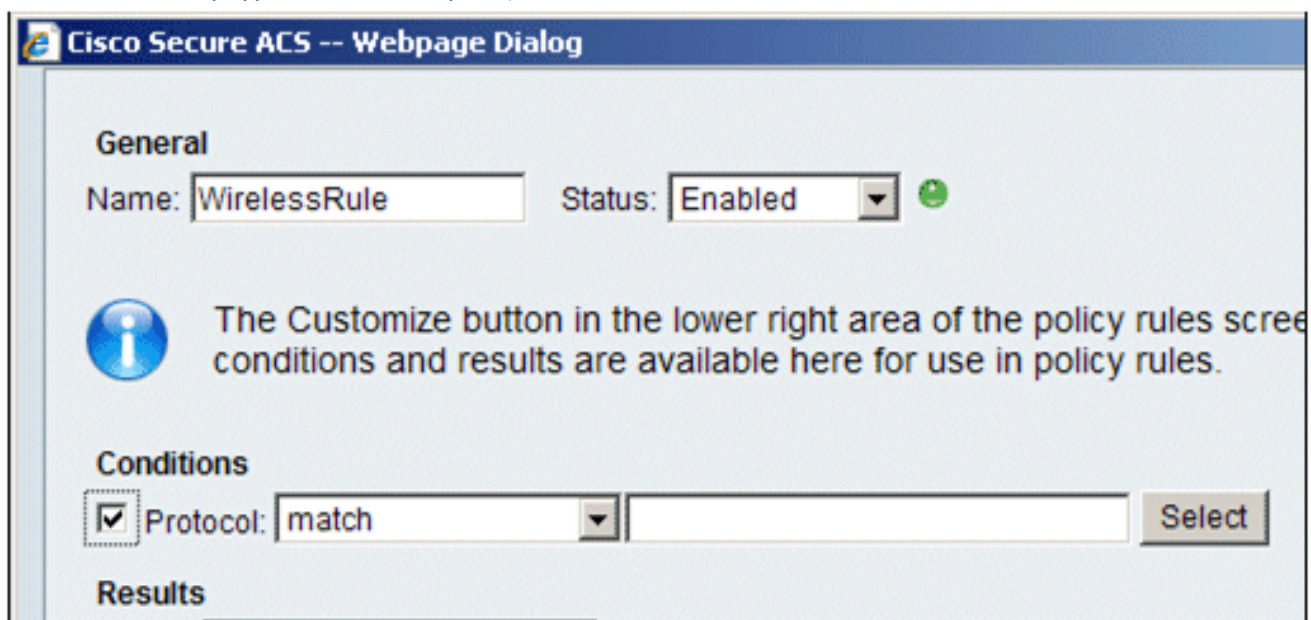 Cisco Secure ACS -- Webpage Dialog
General
Name: WirelessRule Status: Enabled
The Customize button in the lower right area of the policy rules scree
conditions and results are available here for use in policy rules.
Conditions
Protocol: match Select
Results